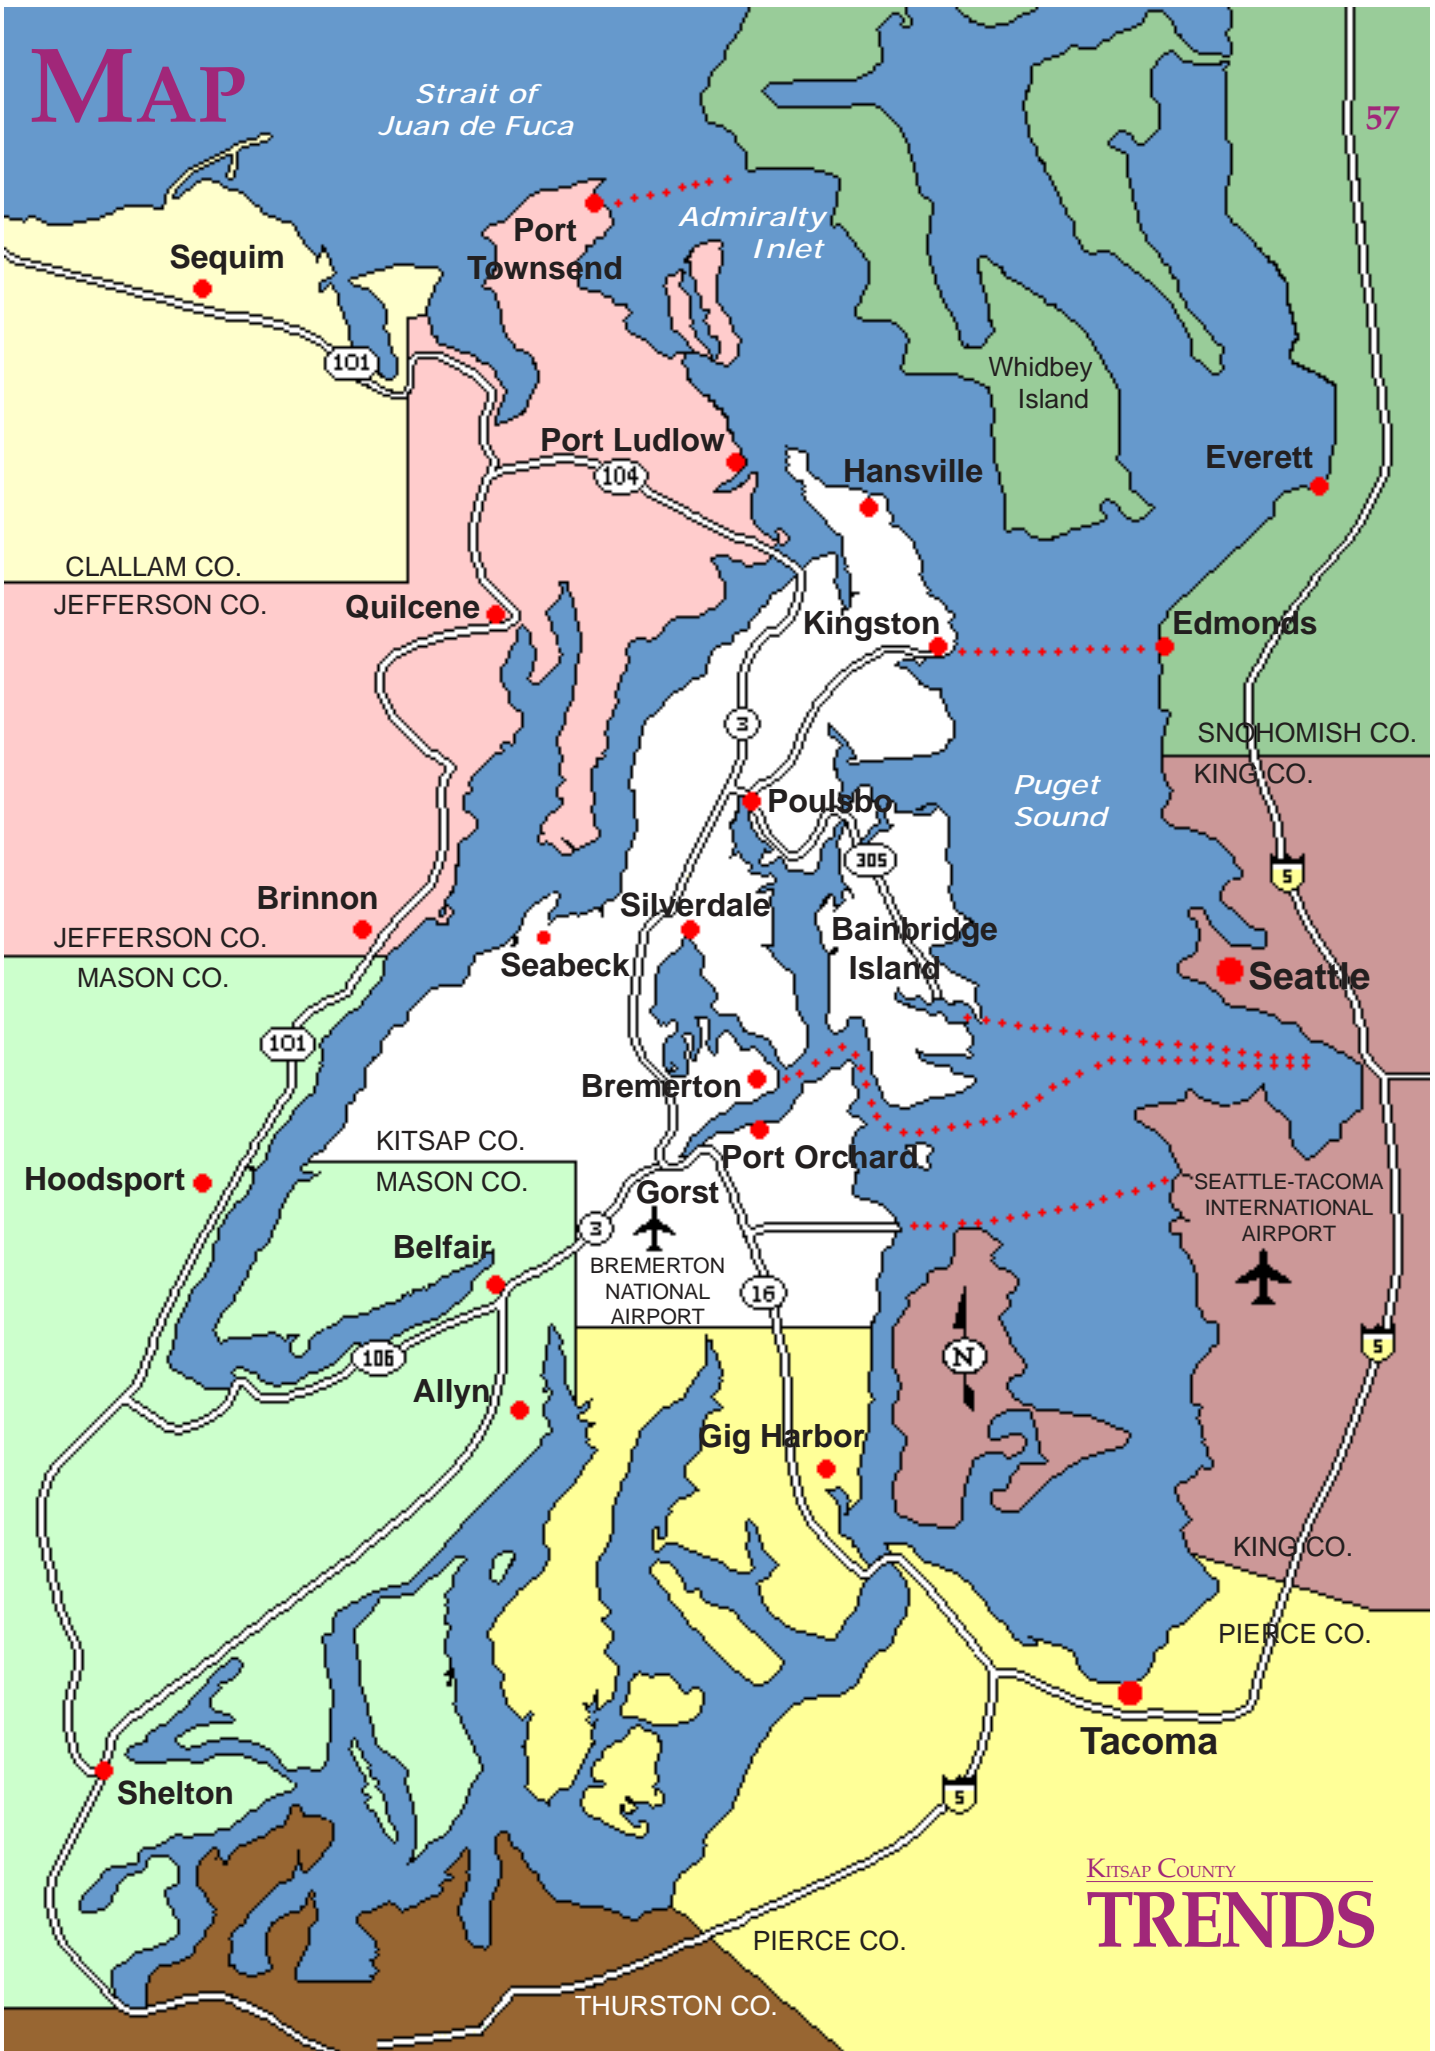 MAP
57
Strait of
Juan de Fuca
Admiralty
Inlet
Port
Townsend
Sequim
101
Whidbey
Island
Port Ludlow
104
Hansville
Everett
CLALLAM CO.
JEFFERSON CO.
Quilcene
Kingston
Edmonds
3
SNOHOMISH CO.
KING CO.
Puget
Sound
Poulsbo
305
5
Brinnon
Silverdale
Bainbridge
Island
JEFFERSON CO.
MASON CO.
Seabeck
Seattle
101
Bremerton
KITSAP CO.
MASON CO.
Port Orchard
Hoodsport
Gorst
SEATTLE-TACOMA
INTERNATIONAL
AIRPORT
3
Belfair
BREMERTON
NATIONAL
AIRPORT
16
106
N
5
Allyn
Gig Harbor
KING CO.
PIERCE CO.
Tacoma
Shelton
5
KITSAP COUNTY
TRENDS
PIERCE CO.
THURSTON CO.